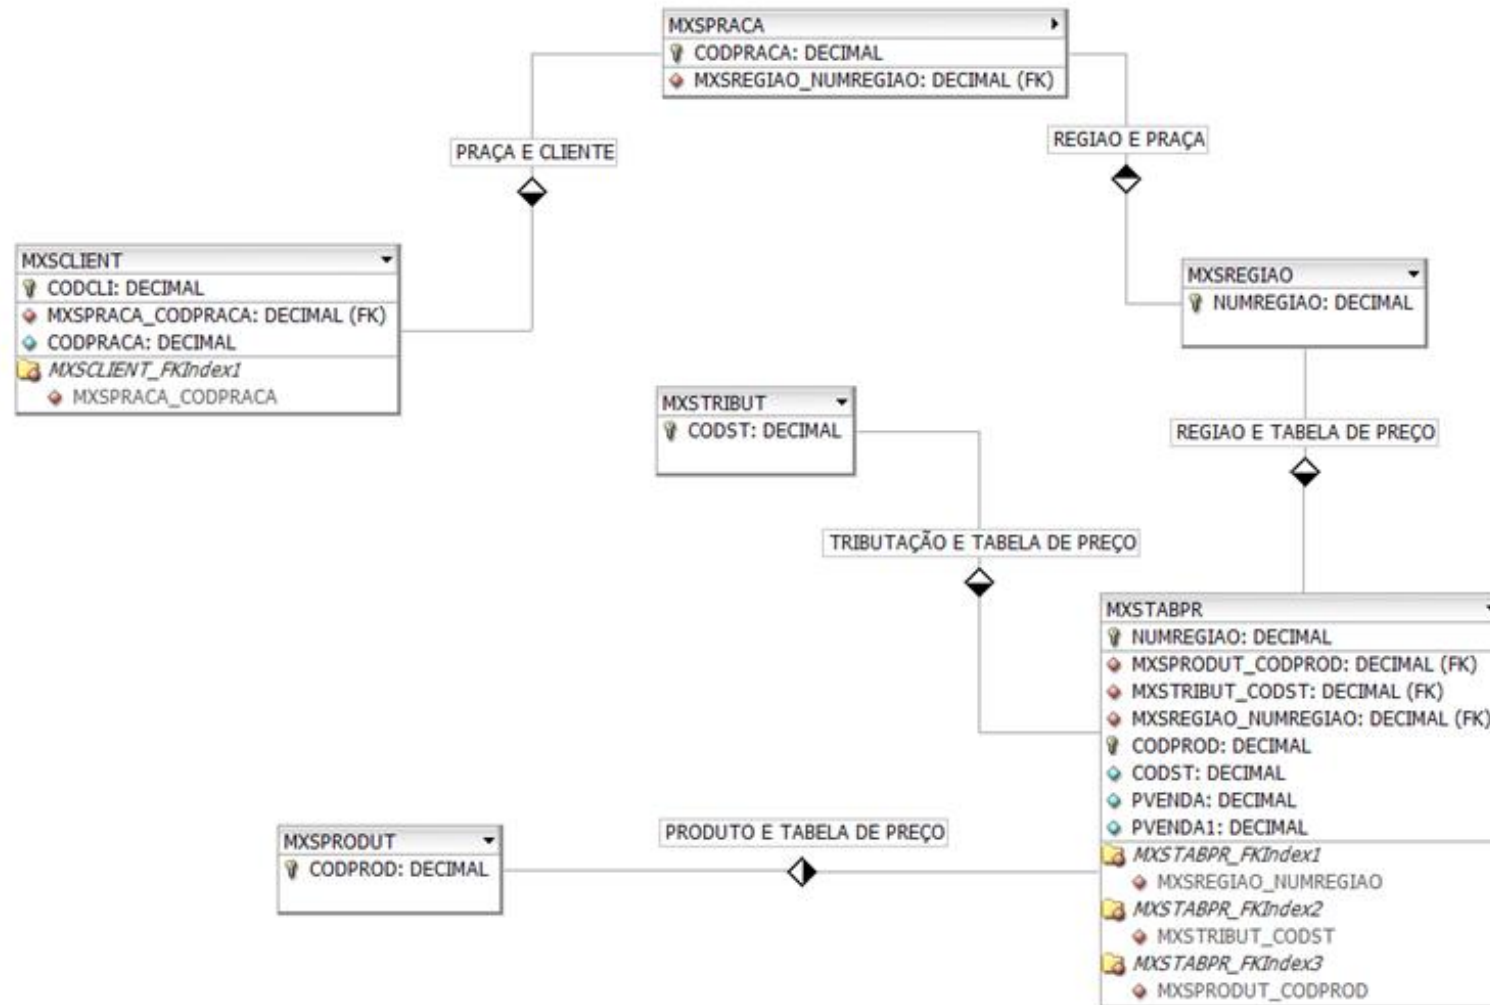 MXSPRACA
CODPRACA: DECIMAL
MXSREGIAO_NUMREGIAO: DECIMAL (FK)
PRAÇA E CLIENTE
REGIAO E PRAÇA
MXSCLIENT
CODCLI: DECIMAL
MXSPRACA_CODPRACA: DECIMAL (FK)
CODPRACA: DECIMAL
MXSCLIENT_FKIndex1
MXSPRACA_CODPRACA
MXSREGIAO
NUMREGIAO: DECIMAL
MXSTRIBUT
CODST: DECIMAL
REGIAO E TABELA DE PREÇO
TRIBUTAÇÃO E TABELA DE PREÇO
MXSTABPR
NUMREGIAO: DECIMAL
MXSPRODUT_CODPROD: DECIMAL (FK)
MXSTRIBUT_CODST: DECIMAL (FK)
MXSREGIAO_NUMREGIAO: DECIMAL (FK)
CODPROD: DECIMAL
CODST: DECIMAL
PVENDA: DECIMAL
PVENDA1: DECIMAL
MXSTABPR_FKIndex1
MXSREGIAO_NUMREGIAO
MXSTABPR_FKIndex2
MXSTRIBUT_CODST
MXSTABPR_FKIndex3
MXSPRODUT_CODPROD
PRODUTO E TABELA DE PREÇO
MXSPRODUT
CODPROD: DECIMAL